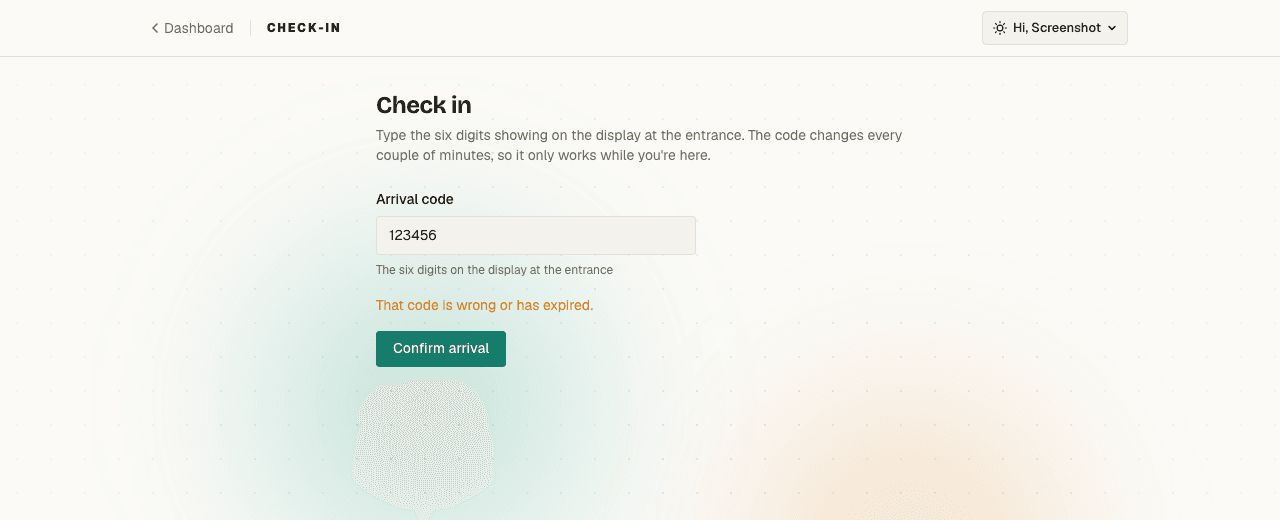 Dashboard
CHECK-IN
Hi, Screenshot
Check in
Type the six digits showing on the display at the entrance. The code changes every
couple of minutes, so it only works while you're here.
Arrival code
123456
The six digits on the display at the entrance
That code is wrong or has expired.
Confirm arrival